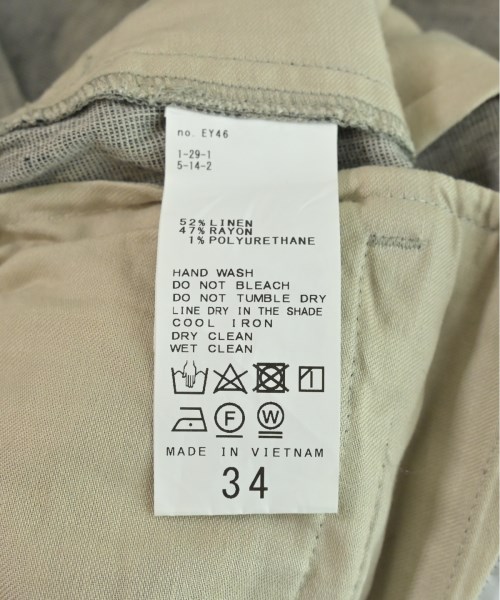 no. EY46
1-29-1
5-14-2
52% LINEN
47% RAYON
1% POLYURETHANE
HAND WASH
DO NOT BLEACH
DO NOT TUMBLE DRY
LINE DRY IN THE SHADE
COOL IRON
DRY CLEAN
WET CLEAN
F W
MADE IN VIETNAM
34